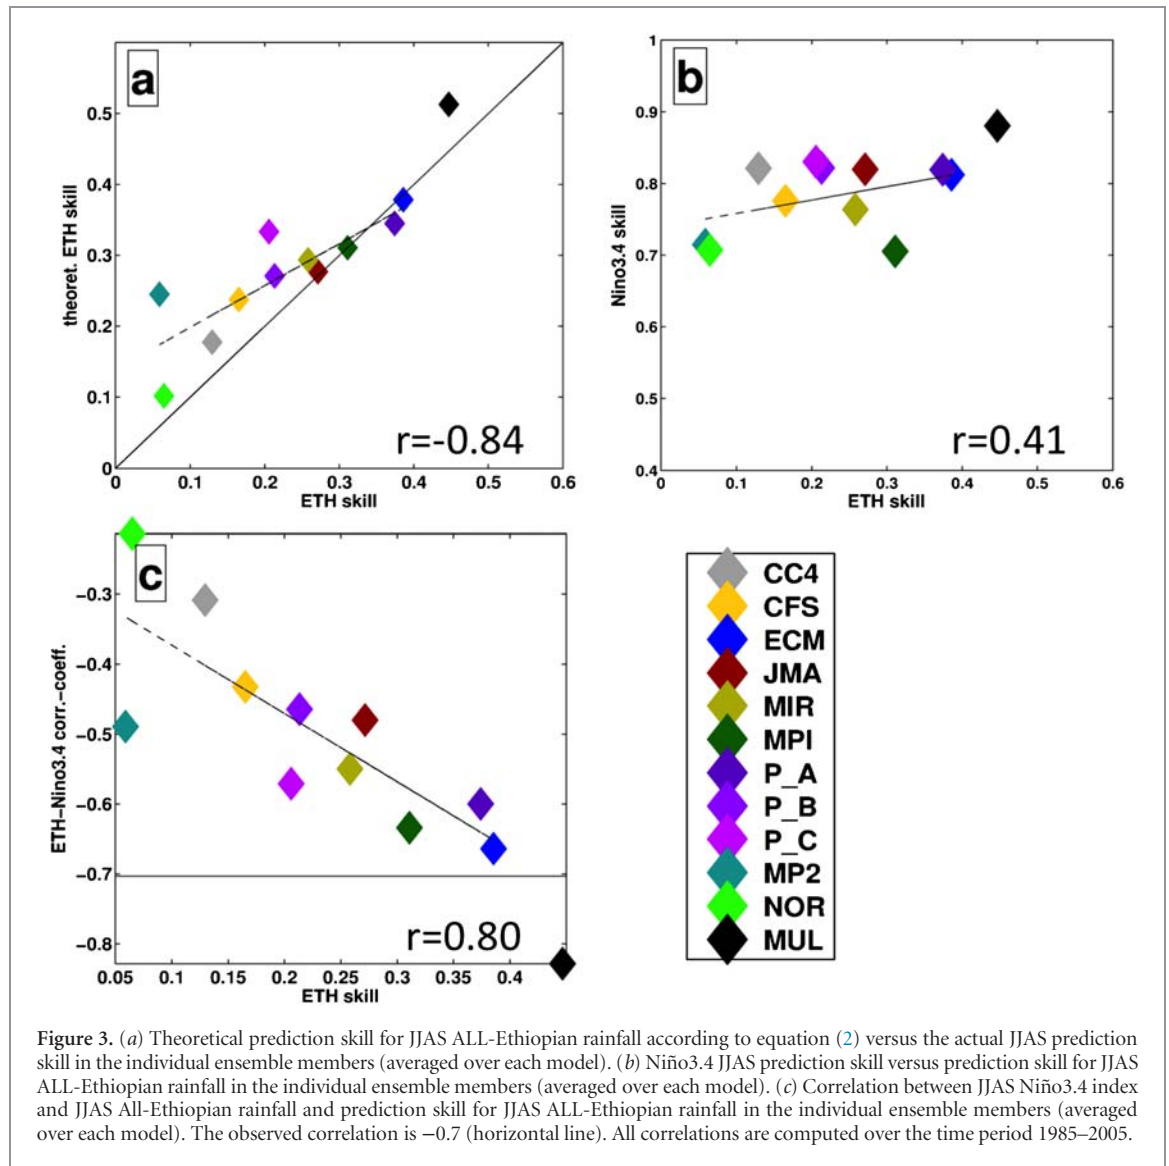 a
0.5
0.4
0.3
0.2
0.1
0
theoret. ETH skill
r=-0.84
0 0.1 0.2 0.3 0.4 0.5 0.6
ETH skill
b
1
0.9
0.8
0.7
0.6
0.5
0.4
Nino3.4 skill
r=0.41
0.1 0.2 0.3 0.4 0.5 0.6
ETH skill
c
−0.3
−0.4
−0.5
−0.6
−0.7
−0.8
ETH−Nino3.4 corr.−coeff.
r=0.80
0.05 0.1 0.15 0.2 0.25 0.3 0.35 0.4
ETH skill
CC4
CFS
ECM
JMA
MIR
MPI
P_A
P_B
P_C
MP2
NOR
MUL
Figure 3. (a) Theoretical prediction skill for JJAS ALL-Ethiopian rainfall according to equation (2) versus the actual JJAS prediction
skill in the individual ensemble members (averaged over each model). (b) Niño3.4 JJAS prediction skill versus prediction skill for JJAS
ALL-Ethiopian rainfall in the individual ensemble members (averaged over each model). (c) Correlation between JJAS Niño3.4 index
and JJAS All-Ethiopian rainfall and prediction skill for JJAS ALL-Ethiopian rainfall in the individual ensemble members (averaged
over each model). The observed correlation is −0.7 (horizontal line). All correlations are computed over the time period 1985–2005.